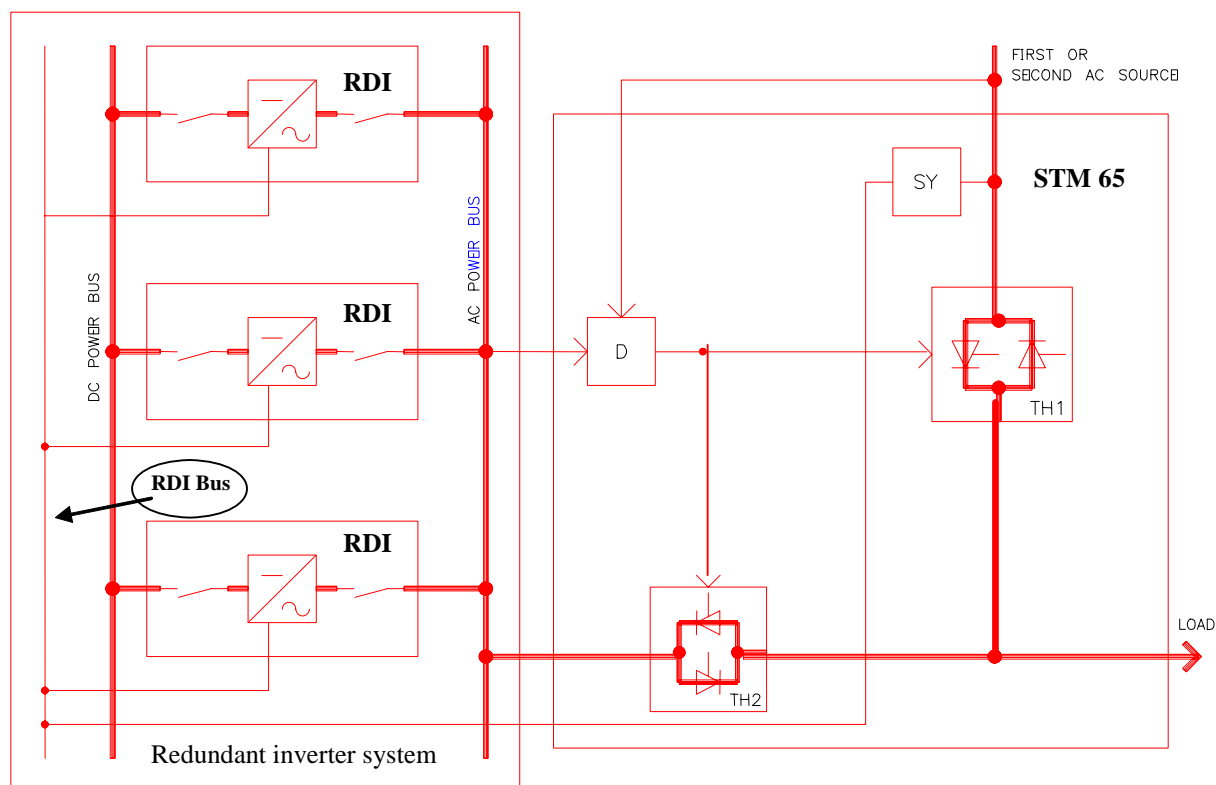 RDI
FIRST OR
SECOND AC SOURCE
SY
STM 65
AC POWER BUS
DC POWER BUS
RDI
D
TH1
RDI Bus
RDI
LOAD
TH2
Redundant inverter system